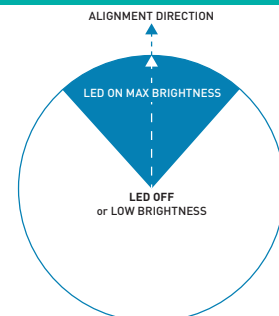 ALIGNMENT DIRECTION
LED ON MAX BRIGHTNESS
LED OFF
or LOW BRIGHTNESS